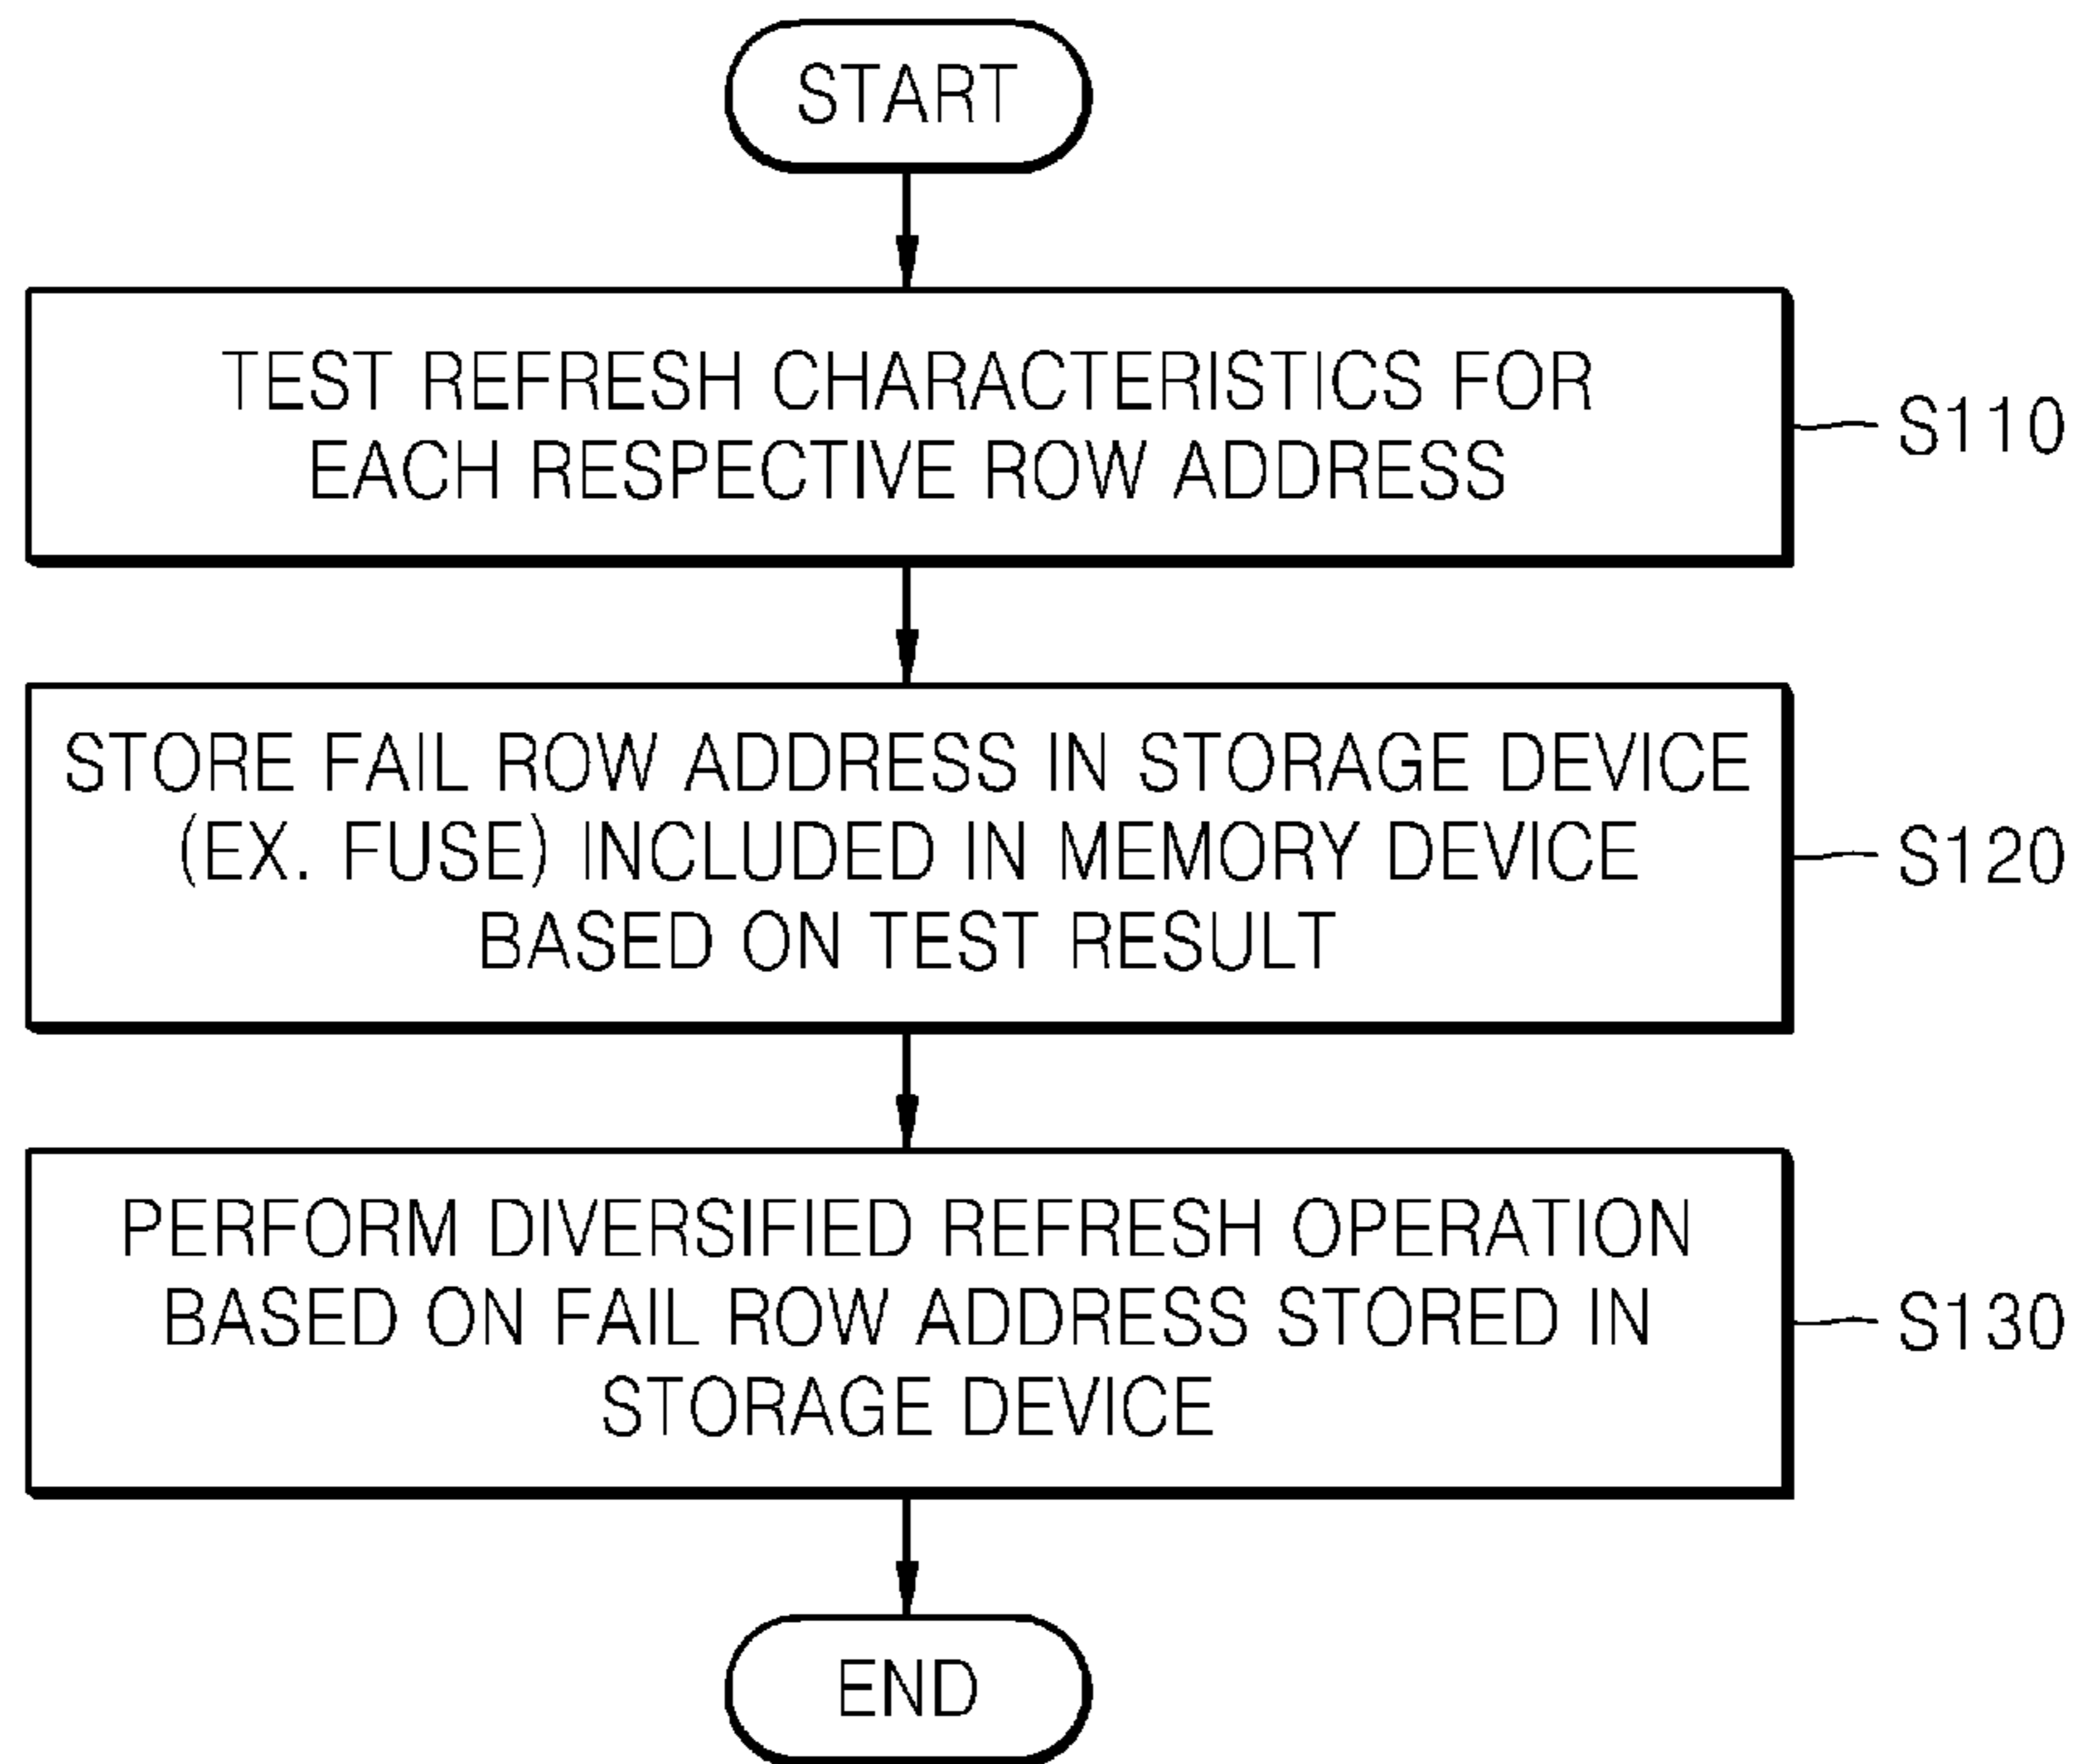 START
TEST REFRESH CHARACTERISTICS FOR
EACH RESPECTIVE ROW ADDRESS
S110
STORE FAIL ROW ADDRESS IN STORAGE DEVICE
(EX. FUSE) INCLUDED IN MEMORY DEVICE
BASED ON TEST RESULT
S120
PERFORM DIVERSIFIED REFRESH OPERATION
BASED ON FAIL ROW ADDRESS STORED IN
STORAGE DEVICE
S130
END